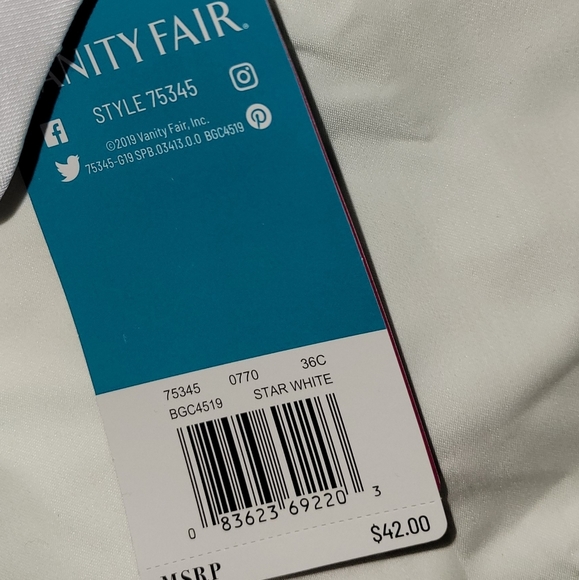 VANITY FAIR®
STYLE 75345
©2019 Vanity Fair, Inc.
75345-G19 SPB.03413.0.0 BGC4519
75345 0770 36C
BGC4519 STAR WHITE
0 83623 69220 3
$42.00
MSRP